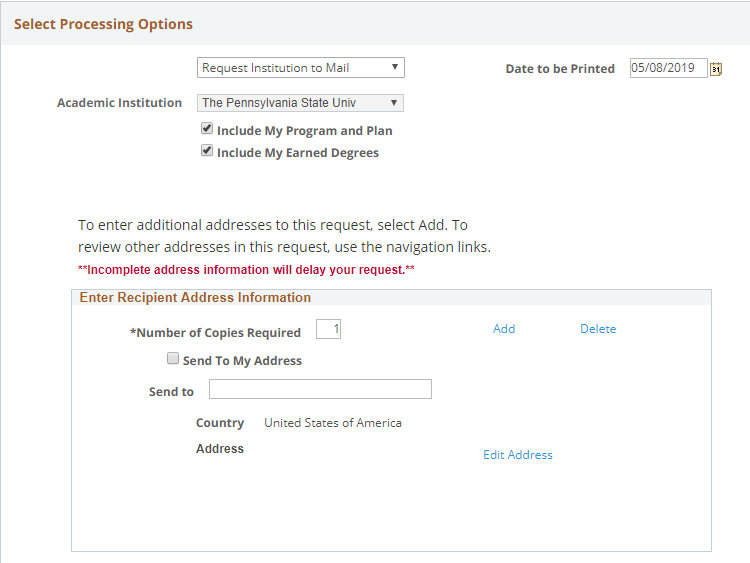 Select Processing Options
Request Institution to Mail
Date to be Printed 05/08/2019 31
Academic Institution The Pennsylvania State Univ
Include My Program and Plan
Include My Earned Degrees
To enter additional addresses to this request, select Add. To
review other addresses in this request, use the navigation links.
**Incomplete address information will delay your request.**
Enter Recipient Address Information
*Number of Copies Required 1 Add Delete
Send To My Address
Send to
Country United States of America
Address
Edit Address